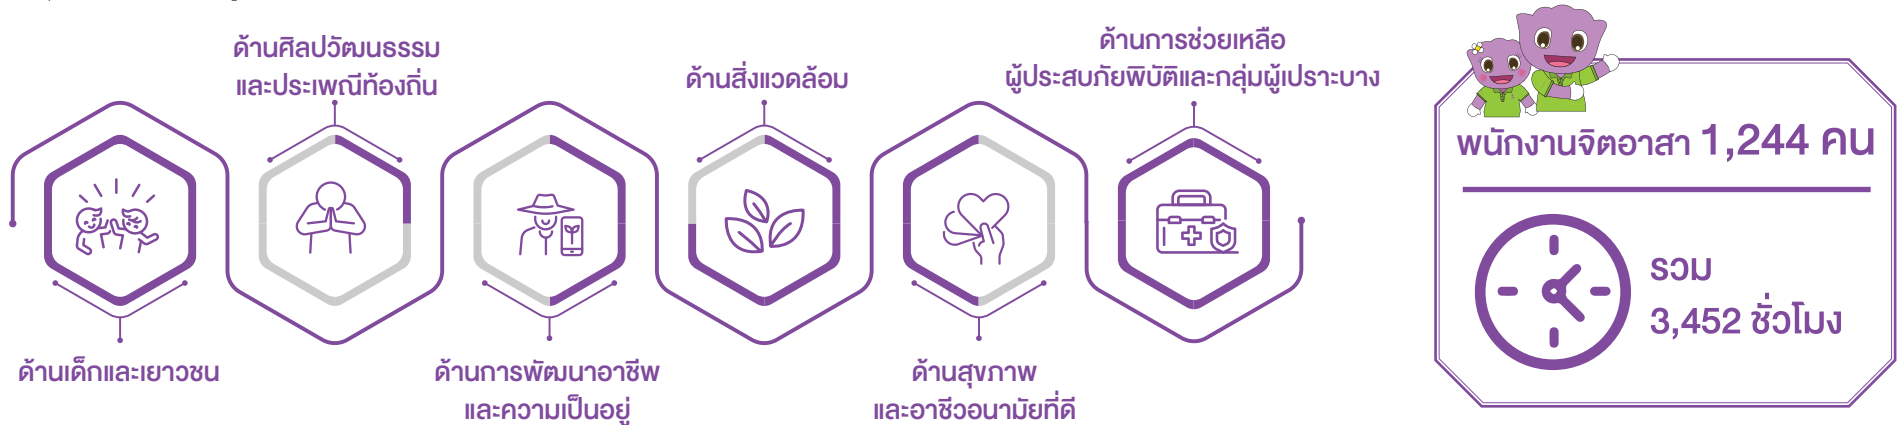 ด้านศิลปวัฒนธรรม
และประเพณีท้องถิ่น
ด้านสิ่งแวดล้อม
ด้านการช่วยเหลือ
ผู้ประสบภัยพิบัติและกลุ่มผู้เปราะบาง
ด้านเด็กและเยาวชน
ด้านการพัฒนาอาชีพ
และความเป็นอยู่
ด้านสุขภาพ
และอาชีวอนามัยที่ดี
พนักงานจิตอาสา 1,244 คน
รวม
3,452 ชั่วโมง